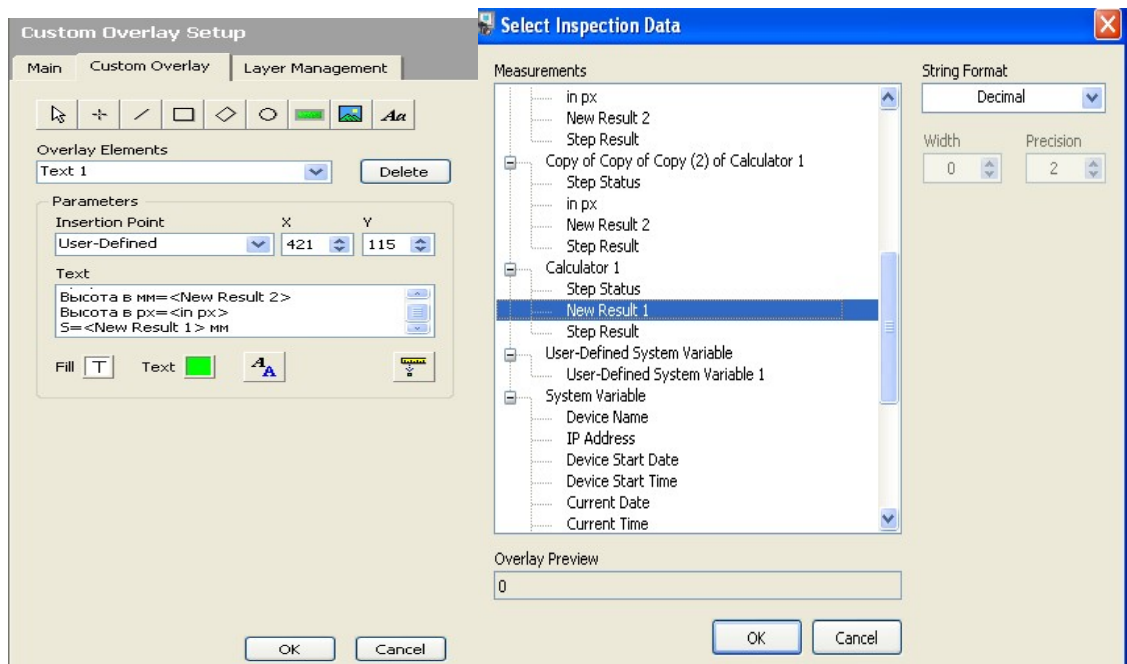 Custom Overlay Setup
Main
Custom Overlay
Layer Management
Aa
Overlay Elements
Text 1
Delete
Parameters
Insertion Point
X
Y
User-Defined
421
115
Text
Высота в мм=<New Result 2>
Высота в px=<in px>
S=<New Result 1> мм
Fill
T
Text
AA
OK
Cancel
Select Inspection Data
Measurements
in px
New Result 2
Step Result
Copy of Copy of Copy (2) of Calculator 1
Step Status
in px
New Result 2
Step Result
Calculator 1
Step Status
New Result 1
Step Result
User-Defined System Variable
User-Defined System Variable 1
System Variable
Device Name
IP Address
Device Start Date
Device Start Time
Current Date
Current Time
String Format
Decimal
Width
Precision
0
2
Overlay Preview
0
OK
Cancel